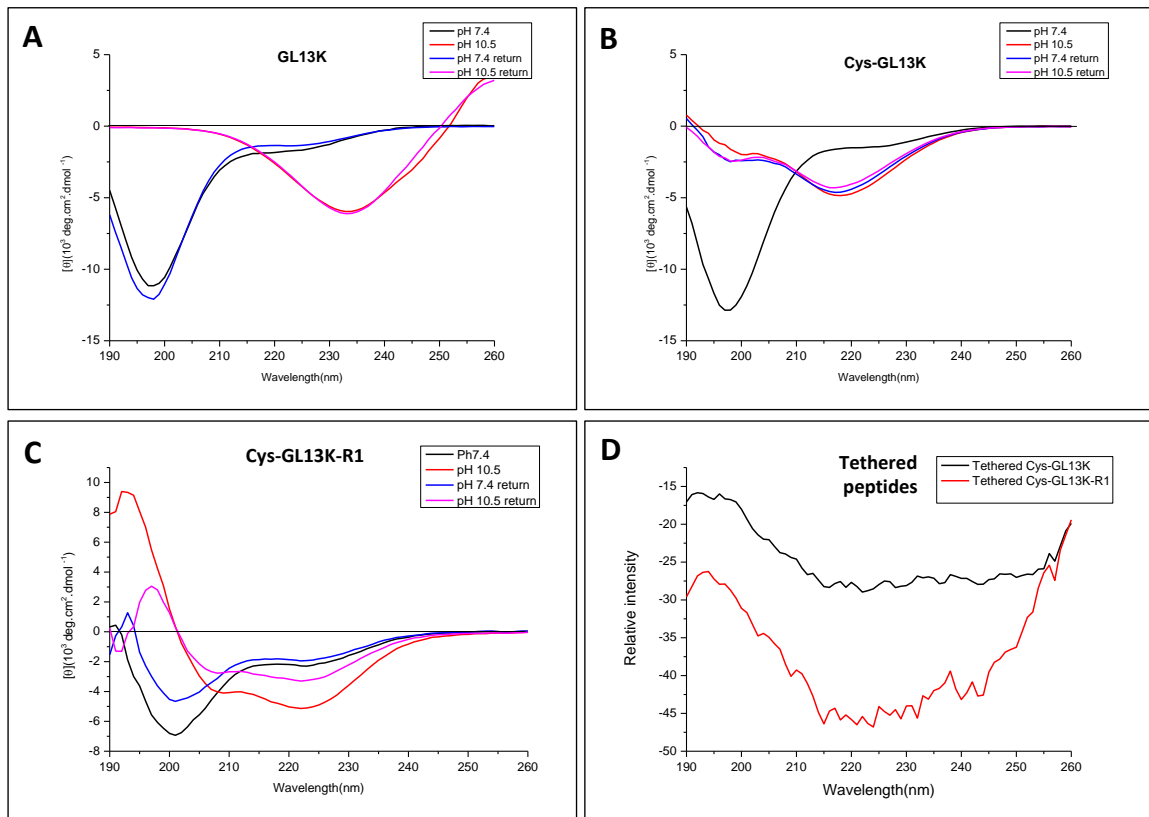 A
GL13K
pH 7.4
pH 10.5
pH 7.4 return
pH 10.5 return
5
0
-5
-10
-15
[θ](10³ deg.cm².dmol⁻¹)
190 200 210 220 230 240 250 260
Wavelength(nm)
B
Cys-GL13K
pH 7.4
pH 10.5
pH 7.4 return
pH 10.5 return
5
0
-5
-10
-15
[θ](10³ deg.cm².dmol⁻¹)
190 200 210 220 230 240 250 260
Wavelength(nm)
C
Cys-GL13K-R1
Ph7.4
pH 10.5
pH 7.4 return
pH 10.5 return
10
8
6
4
2
0
-2
-4
-6
8
[θ](10³ deg.cm².dmol⁻¹)
190 200 210 220 230 240 250 260
Wavelength(nm)
D
Tethered
peptides
Tethered Cys-GL13K
Tethered Cys-GL13K-R1
-15
-20
-25
-30
-35
-40
-45
-50
Relative intensity
190 200 210 220 230 240 250 260
Wavelength(nm)